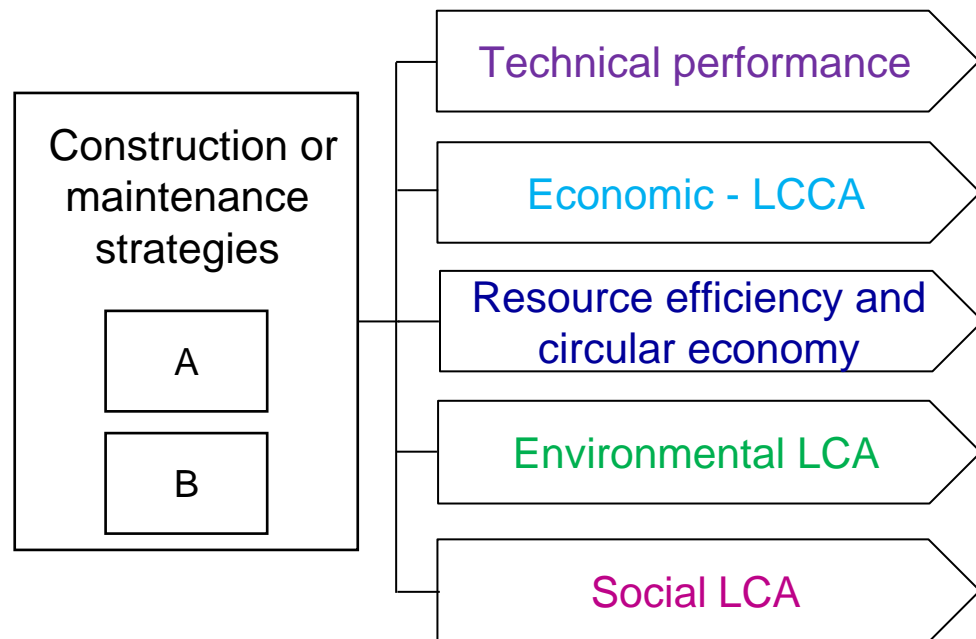 Construction or
maintenance
strategies
A
B
Technical performance
Economic - LCCA
Resource efficiency and
circular economy
Environmental LCA
Social LCA